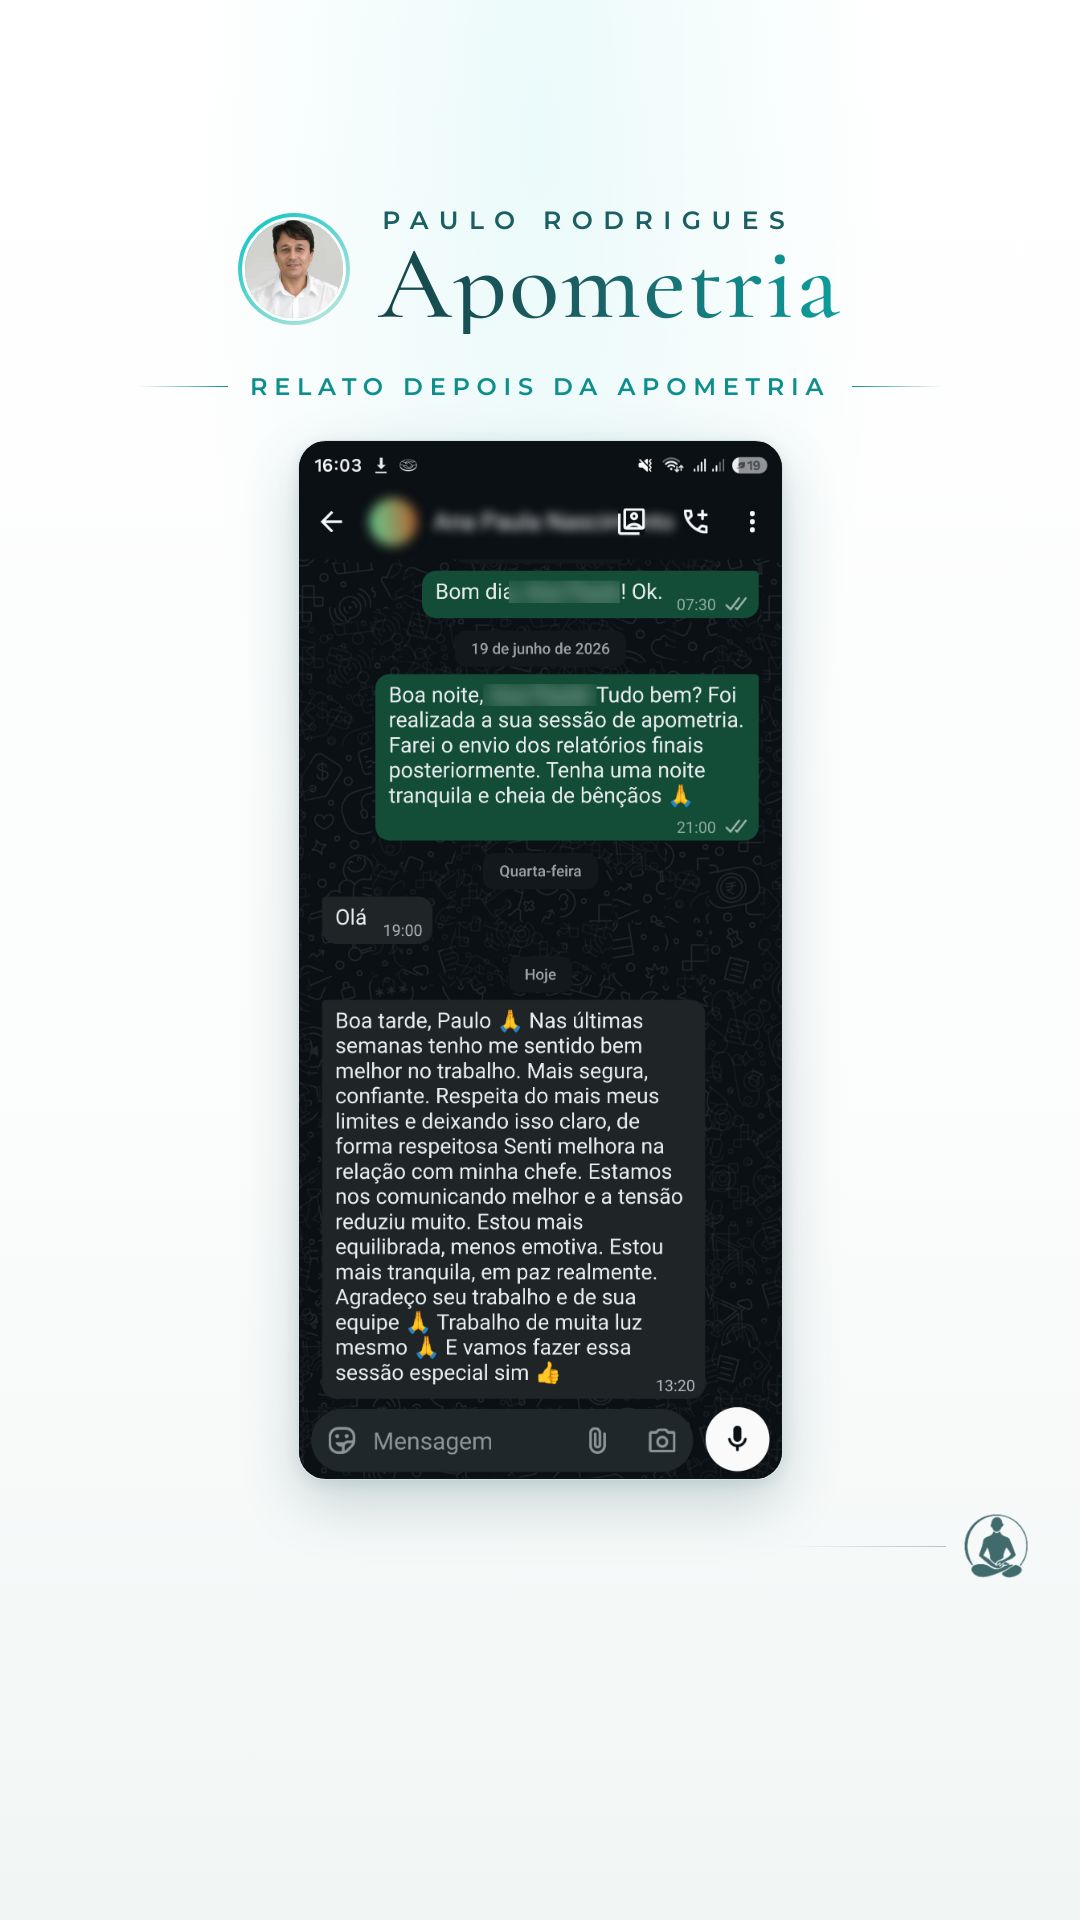 PAULO RODRIGUES
Apometria
RELATO DEPOIS DA APOMETRIA
16:03
19
Bom dia ! Ok.
07:30
19 de junho de 2026
Boa noite, Tudo bem? Foi
realizada a sua sessão de apometria.
Farei o envio dos relatórios finais
posteriormente. Tenha uma noite
tranquila e cheia de bênçãos 🙏
21:00
Quarta-feira
Olá
19:00
Hoje
Boa tarde, Paulo 🙏 Nas últimas
semanas tenho me sentido bem
melhor no trabalho. Mais segura,
confiante. Respeita do mais meus
limites e deixando isso claro, de
forma respeitosa Senti melhora na
relação com minha chefe. Estamos
nos comunicando melhor e a tensão
reduziu muito. Estou mais
equilibrada, menos emotiva. Estou
mais tranquila, em paz realmente.
Agradeço seu trabalho e de sua
equipe 🙏 Trabalho de muita luz
mesmo 🙏 E vamos fazer essa
sessão especial sim 👍
13:20
Mensagem